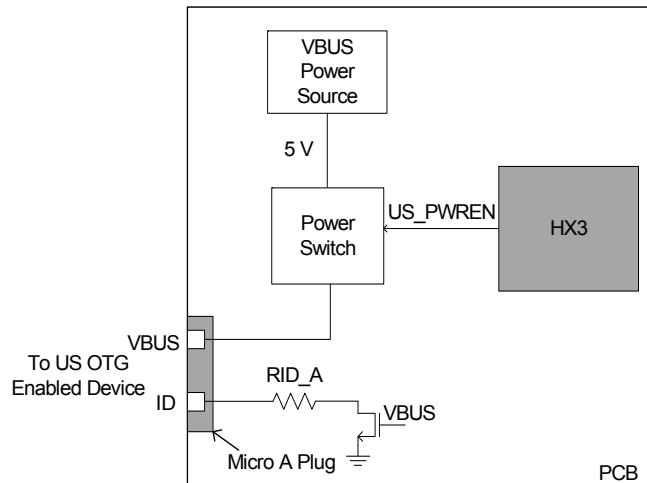 VBUS
Power
Source
5 V
US_PWREN
HX3
Power
Switch
VBUS
To US OTG
Enabled Device
ID
RID_A
VBUS
Micro A Plug
PCB